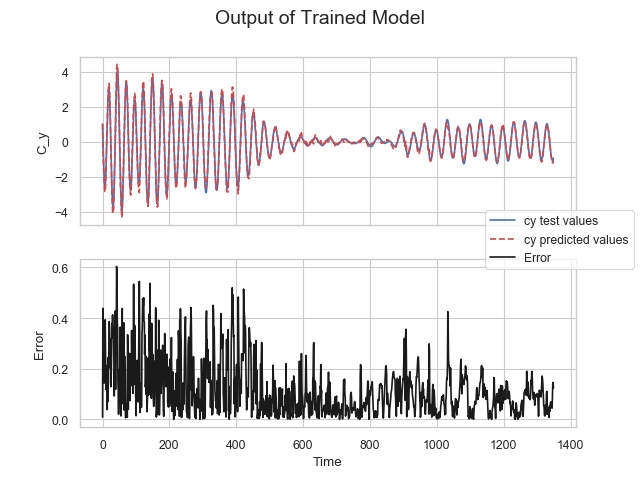 Output of Trained Model
4
2
0
−2
−4
C_y
cy test values
cy predicted values
Error
0.6
0.4
0.2
0.0
Error
0 200 400 600 800 1000 1200 1400
Time